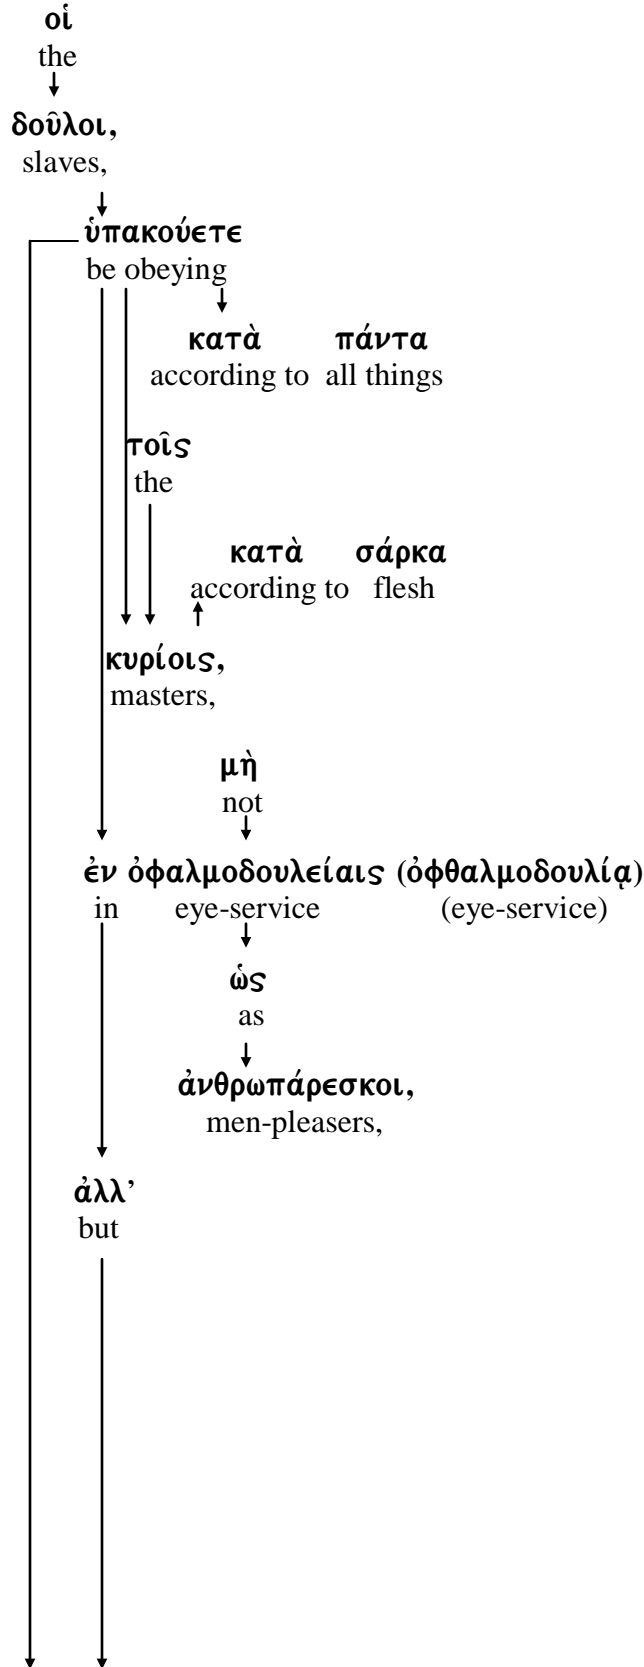 οἱ
the
δοῦλοι,
slaves,
ὑπακούετε
be obeying
κατὰ πάντα
according to all things
τοῖς
the
κατὰ σάρκα
according to flesh
κυρίοις,
masters,
μὴ
not
ἐν ὀφαλμοδουλείαις (ὀφθαλμοδουλίᾳ)
in eye-service (eye-service)
ὡς
as
ἀνθρωπάρεσκοι,
men-pleasers,
ἀλλ’
but